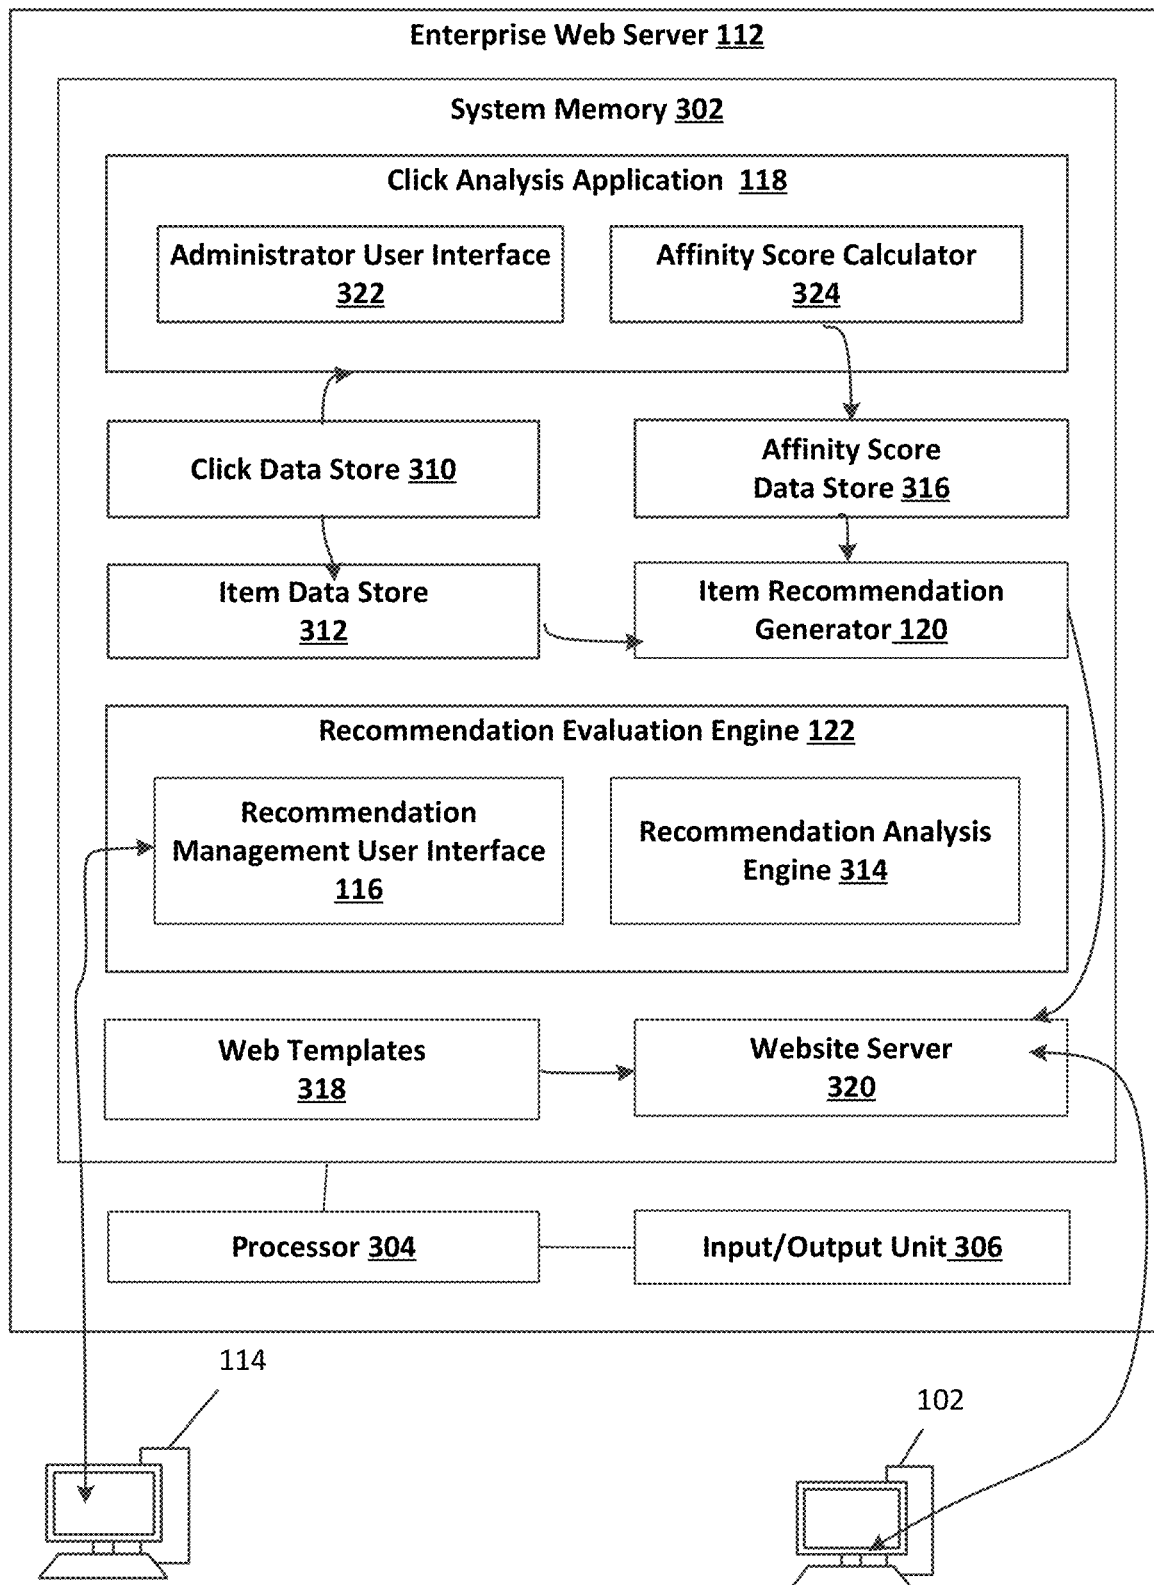 Enterprise Web Server 112
System Memory 302
Click Analysis Application 118
Administrator User Interface
322
Affinity Score Calculator
324
Click Data Store 310
Affinity Score
Data Store 316
Item Data Store
312
Item Recommendation
Generator 120
Recommendation Evaluation Engine 122
Recommendation
Management User Interface
116
Recommendation Analysis
Engine 314
Web Templates
318
Website Server
320
Processor 304
Input/Output Unit 306
114
102